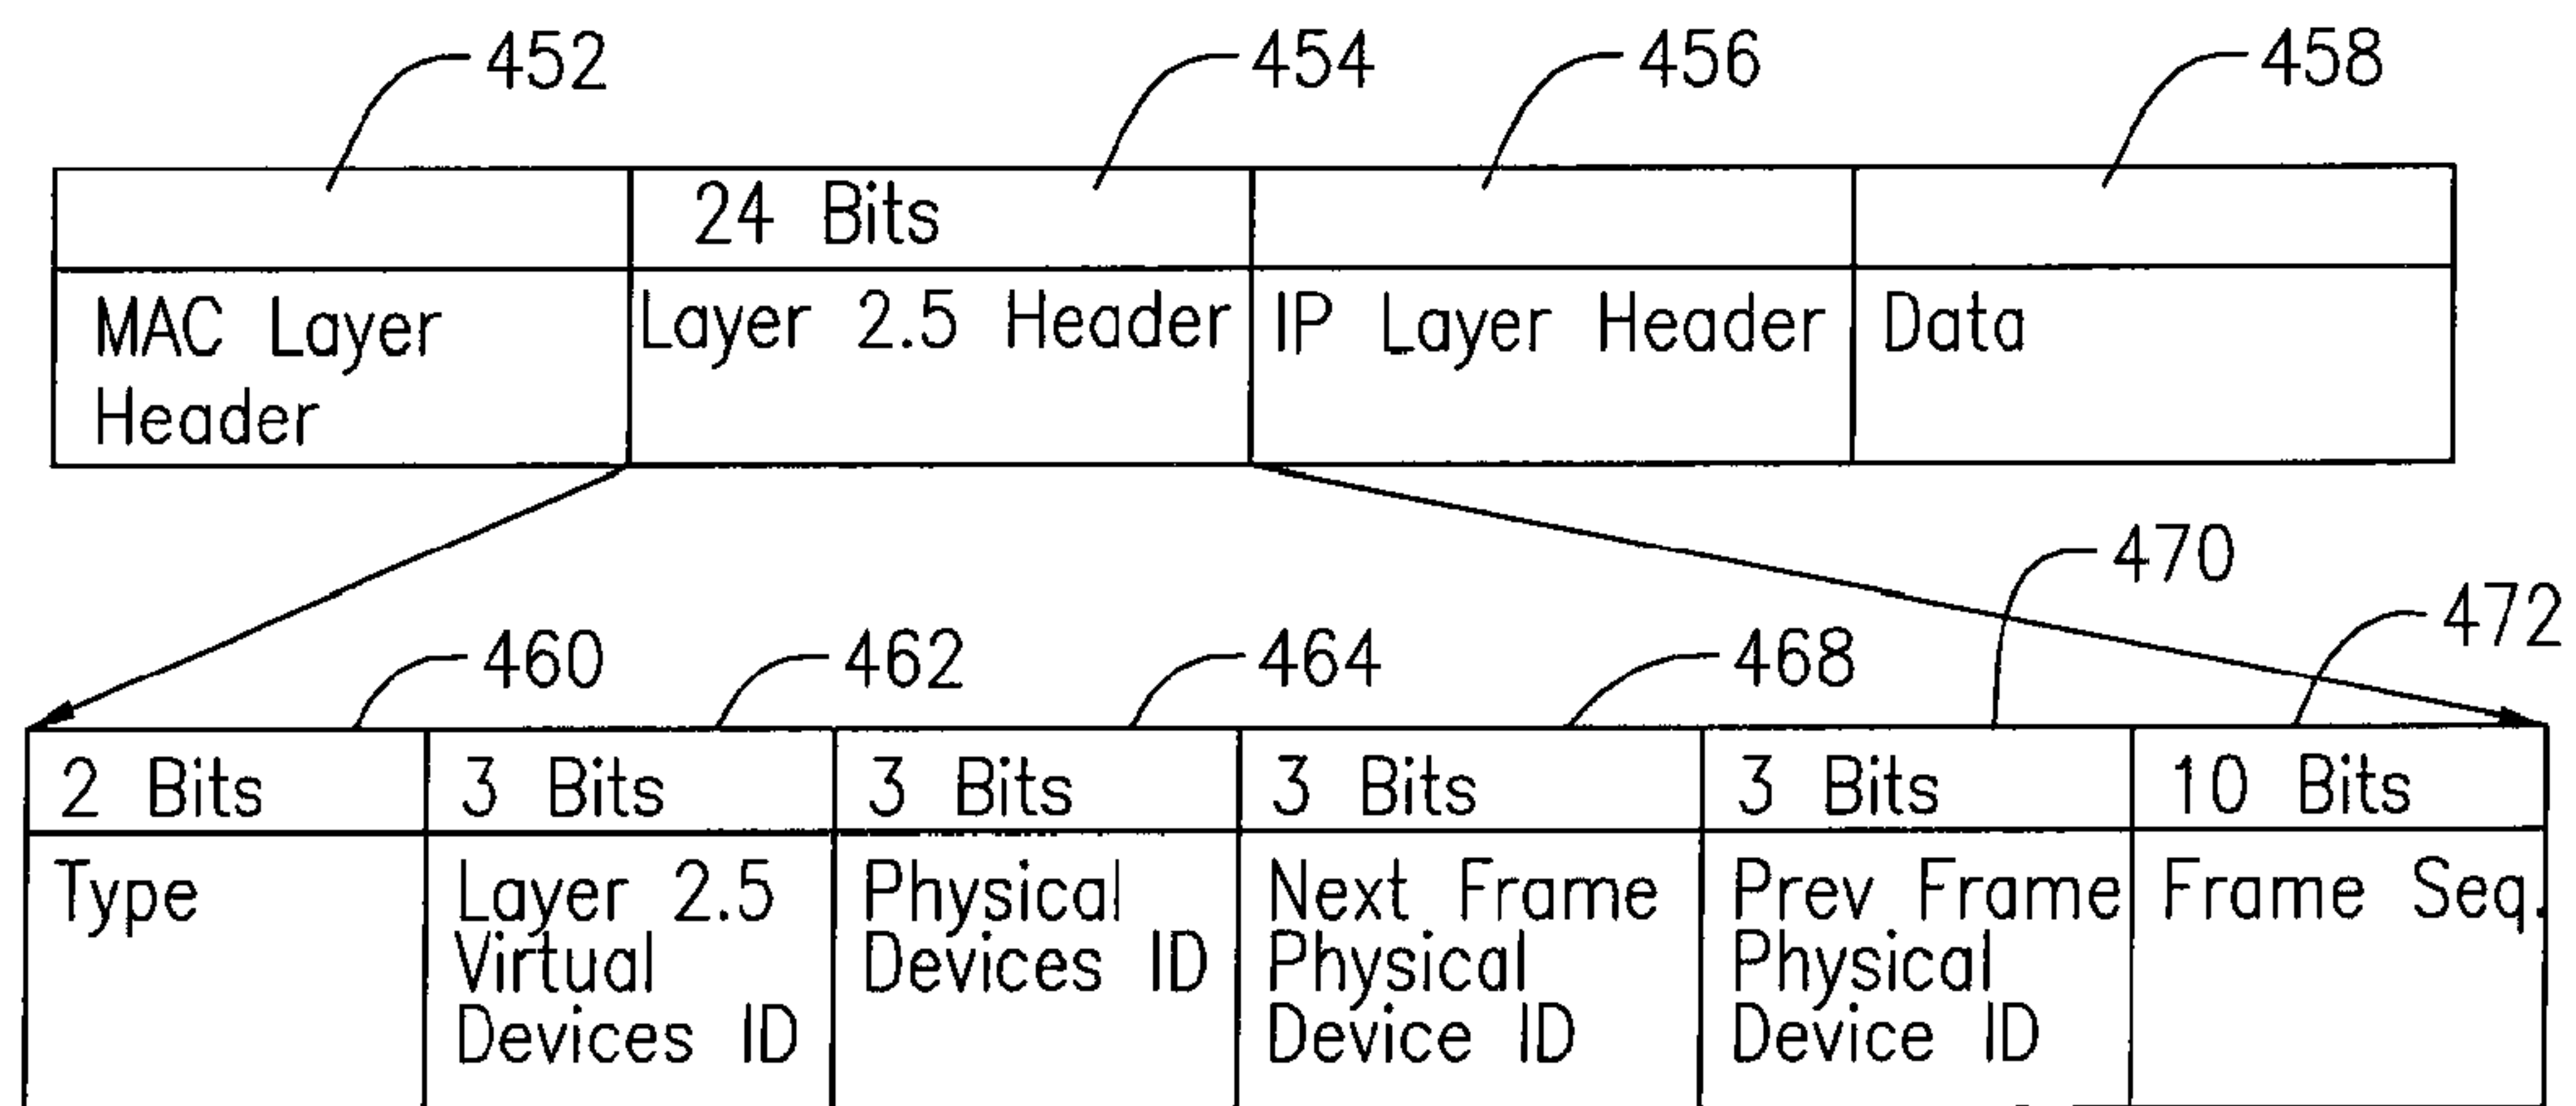 452
454
456
458
24 Bits
MAC Layer
Header
Layer 2.5 Header
IP Layer Header
Data
470
472
460
462
464
468
2 Bits
3 Bits
3 Bits
3 Bits
3 Bits
10 Bits
Type
Layer 2.5
Virtual
Devices ID
Physical
Devices ID
Next Frame
Physical
Device ID
Prev Frame
Physical
Device ID
Frame Seq.